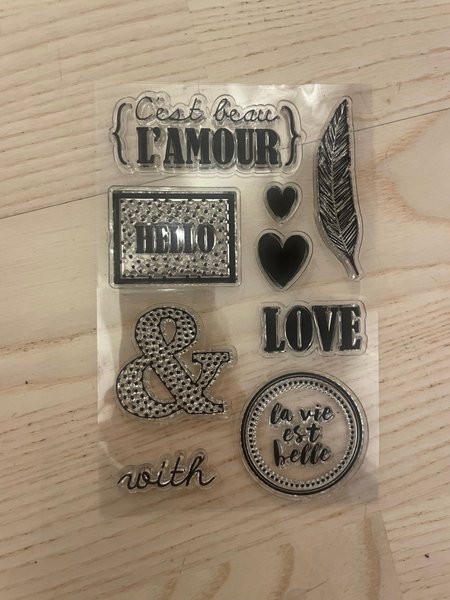 { C'est beau
L'AMOUR }
HELLO
LOVE
&
la vie
est
belle
with